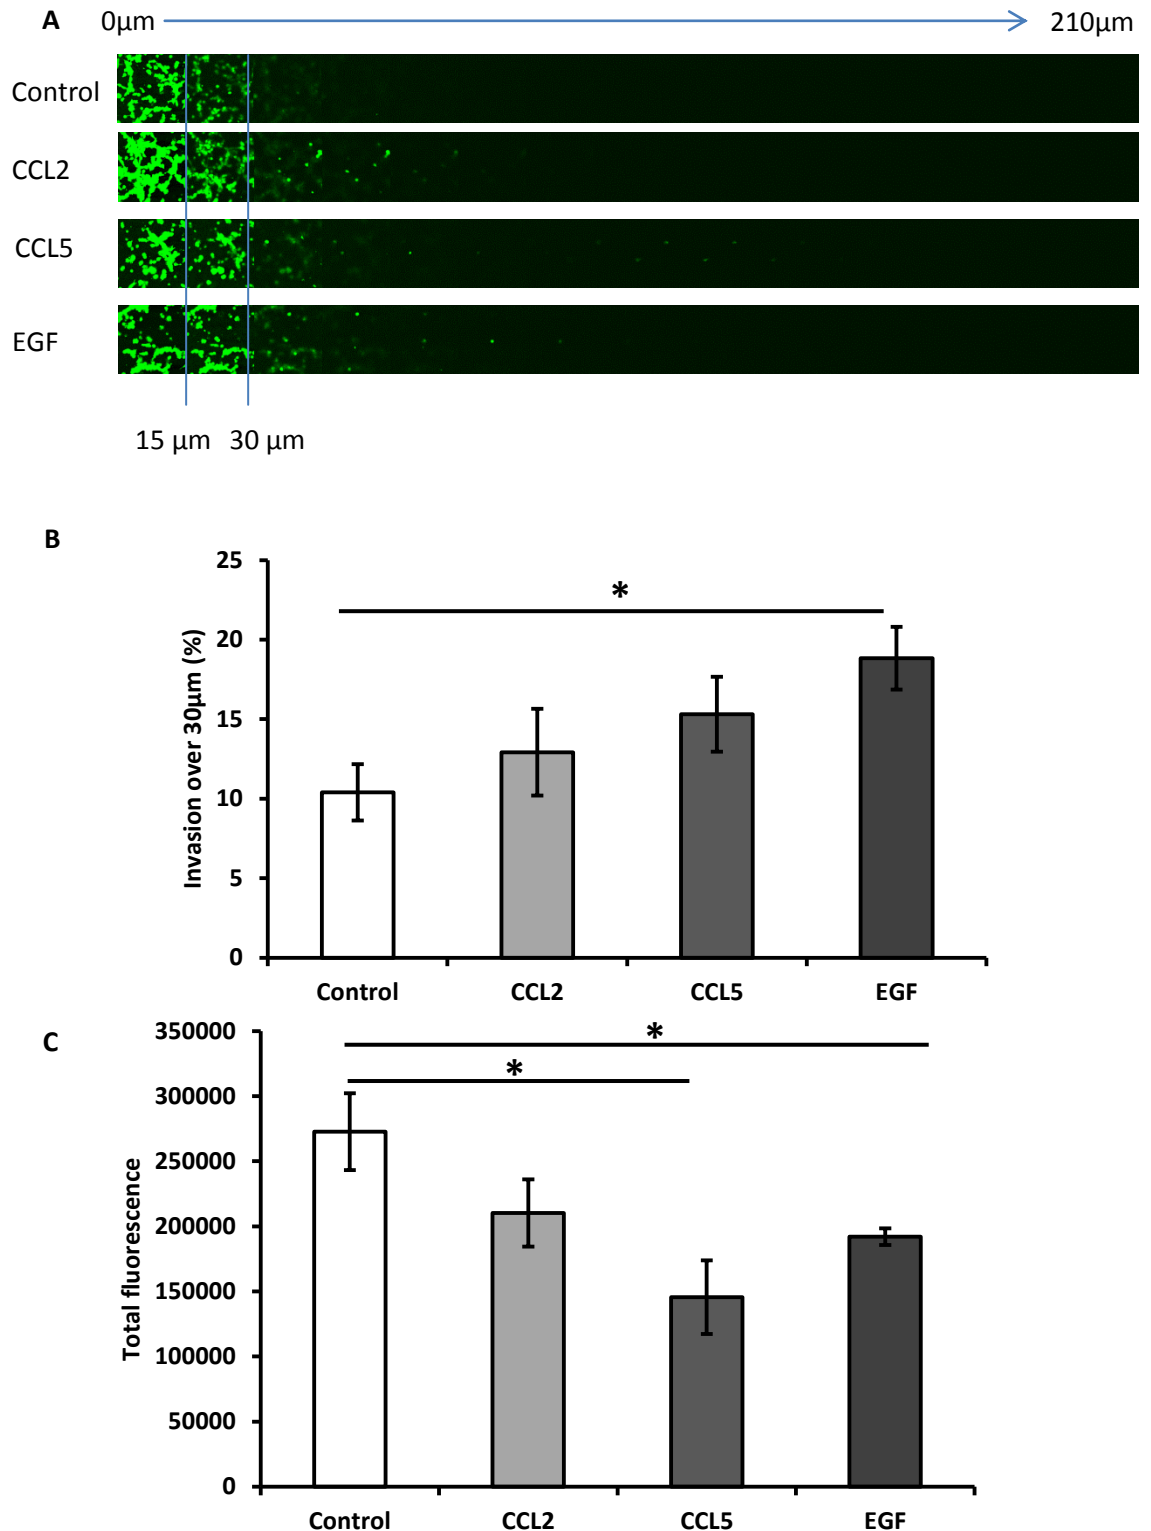 A 0µm 210µm
Control
CCL2
CCL5
EGF
15 µm 30 µm
B
Invasion over 30µm (%)
25
20
15
10
5
0
*
Control CCL2 CCL5 EGF
C
Total fluorescence
350000
300000
250000
200000
150000
100000
50000
0
*
*
Control CCL2 CCL5 EGF